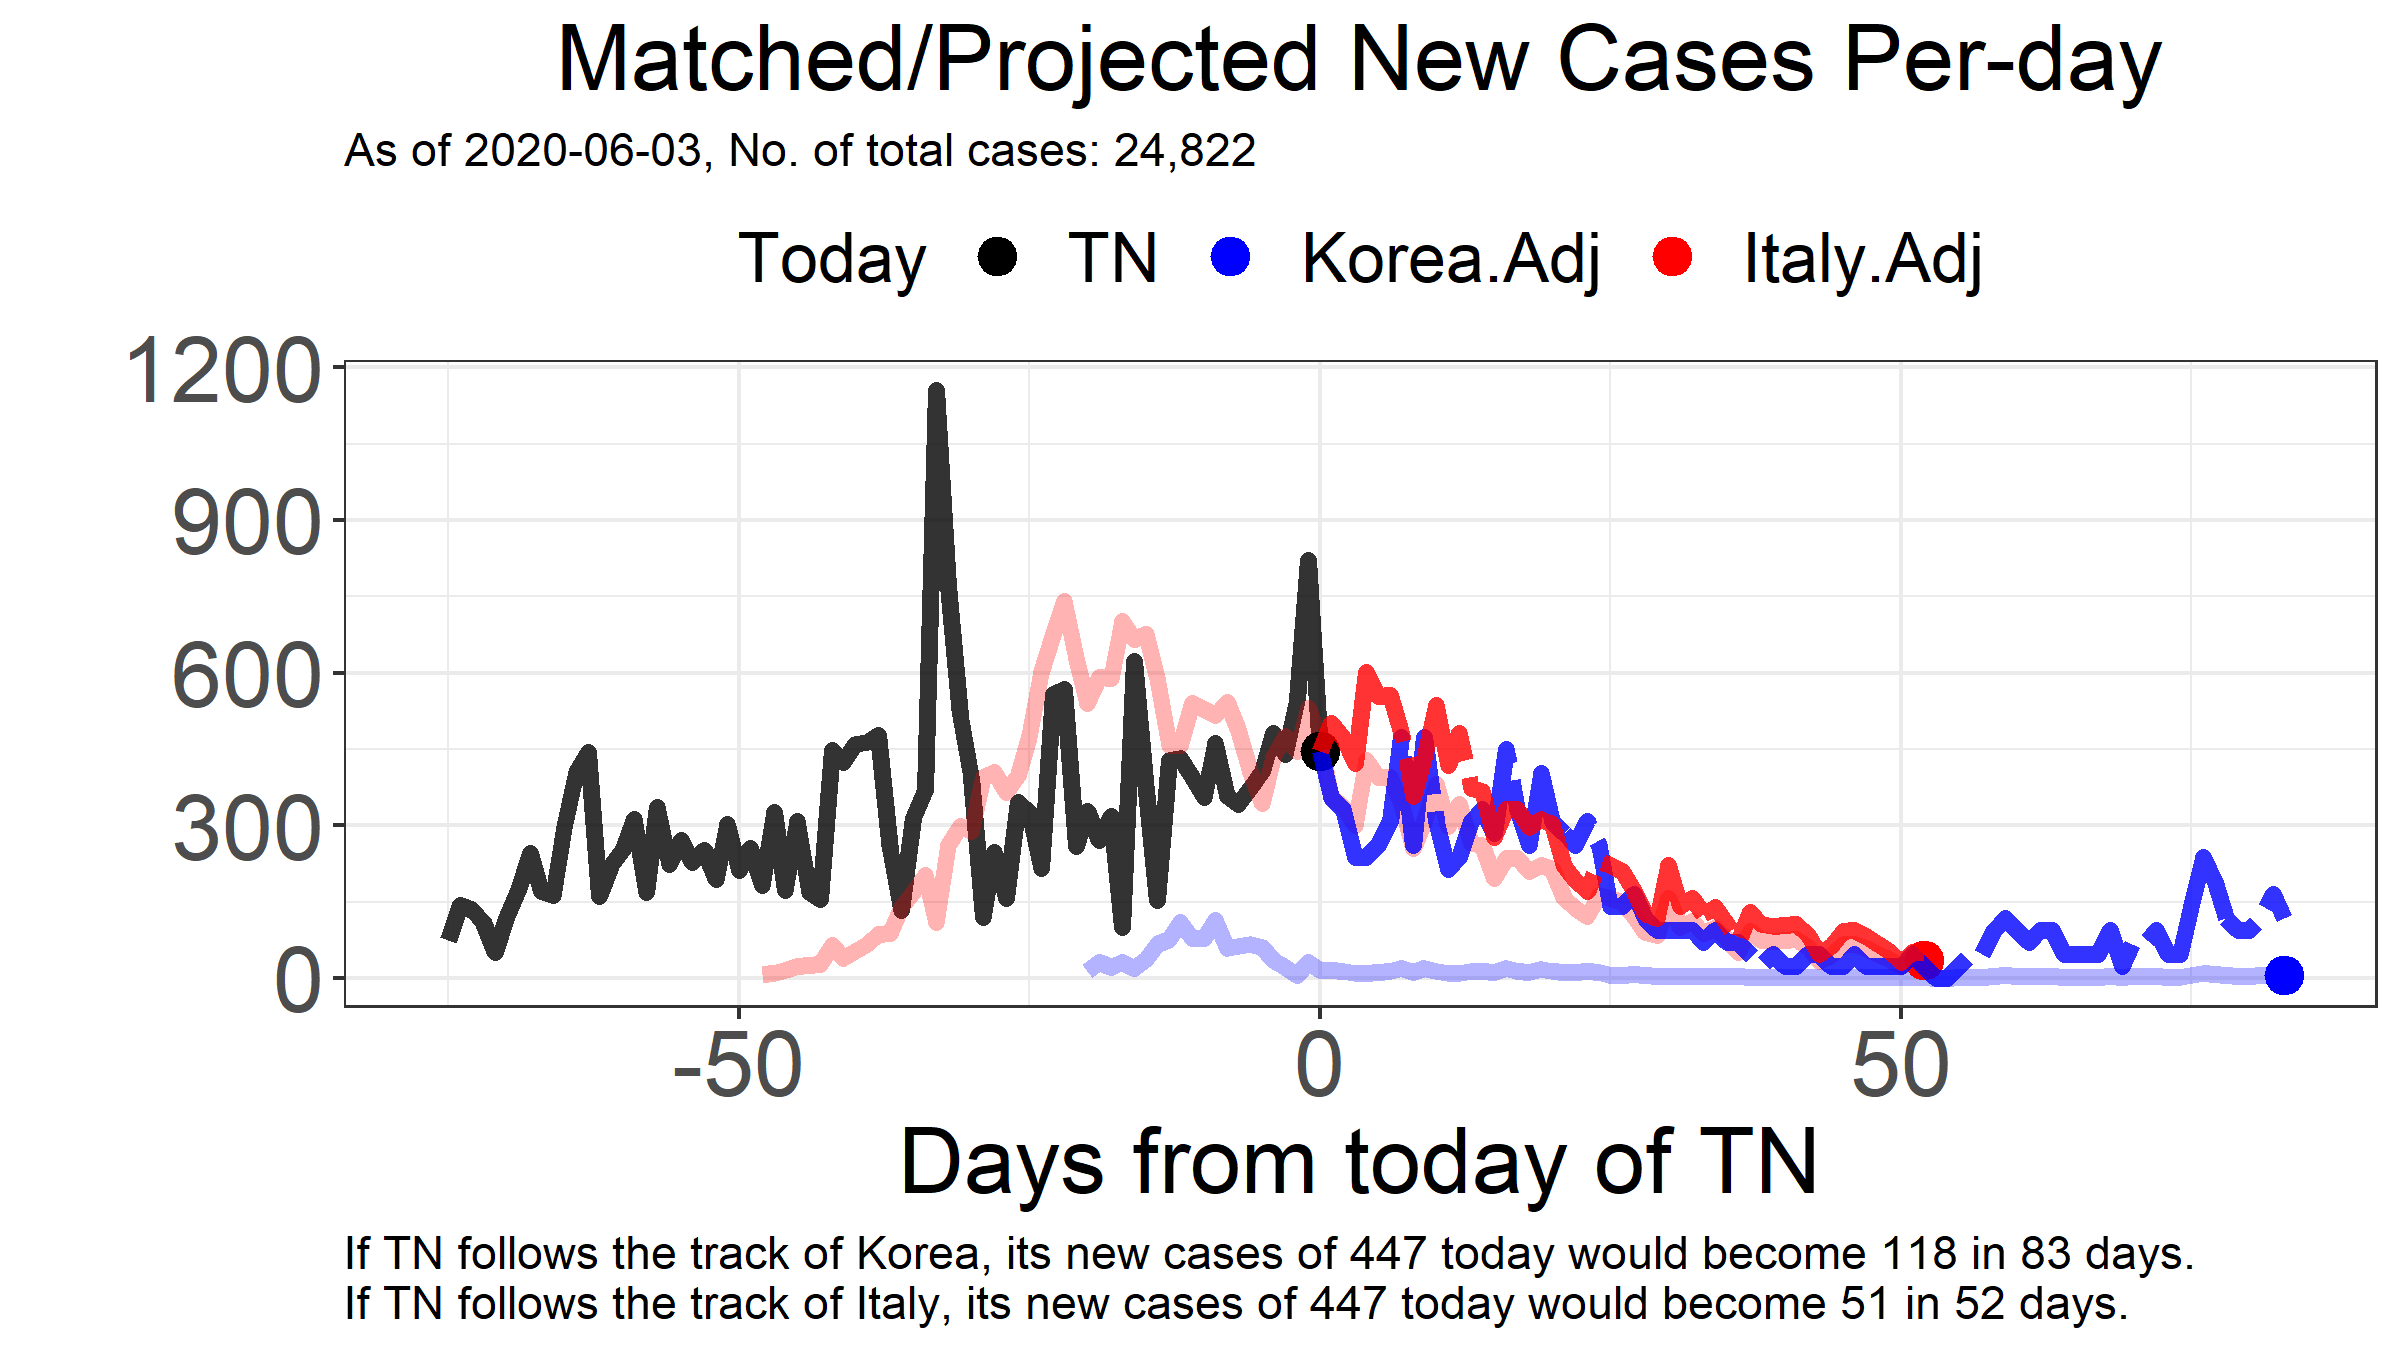 Matched/Projected New Cases Per-day
As of 2020-06-03, No. of total cases: 24,822
Today TN Korea.Adj Italy.Adj
1200
900
600
300
0
-50 0 50
Days from today of TN
If TN follows the track of Korea, its new cases of 447 today would become 118 in 83 days.
If TN follows the track of Italy, its new cases of 447 today would become 51 in 52 days.